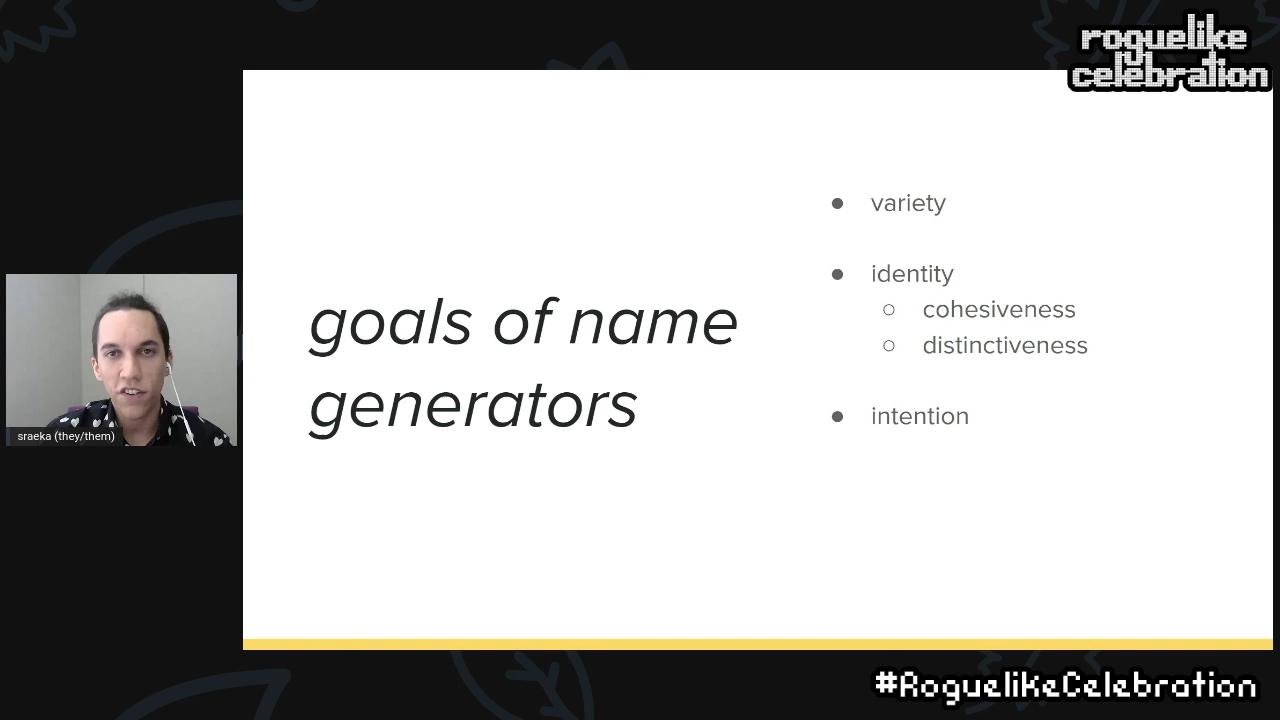 roguelike
celebration
goals of name
generators
● variety
● identity
○ cohesiveness
○ distinctiveness
● intention
sraeka (they/them)
#RoguelikeCelebration